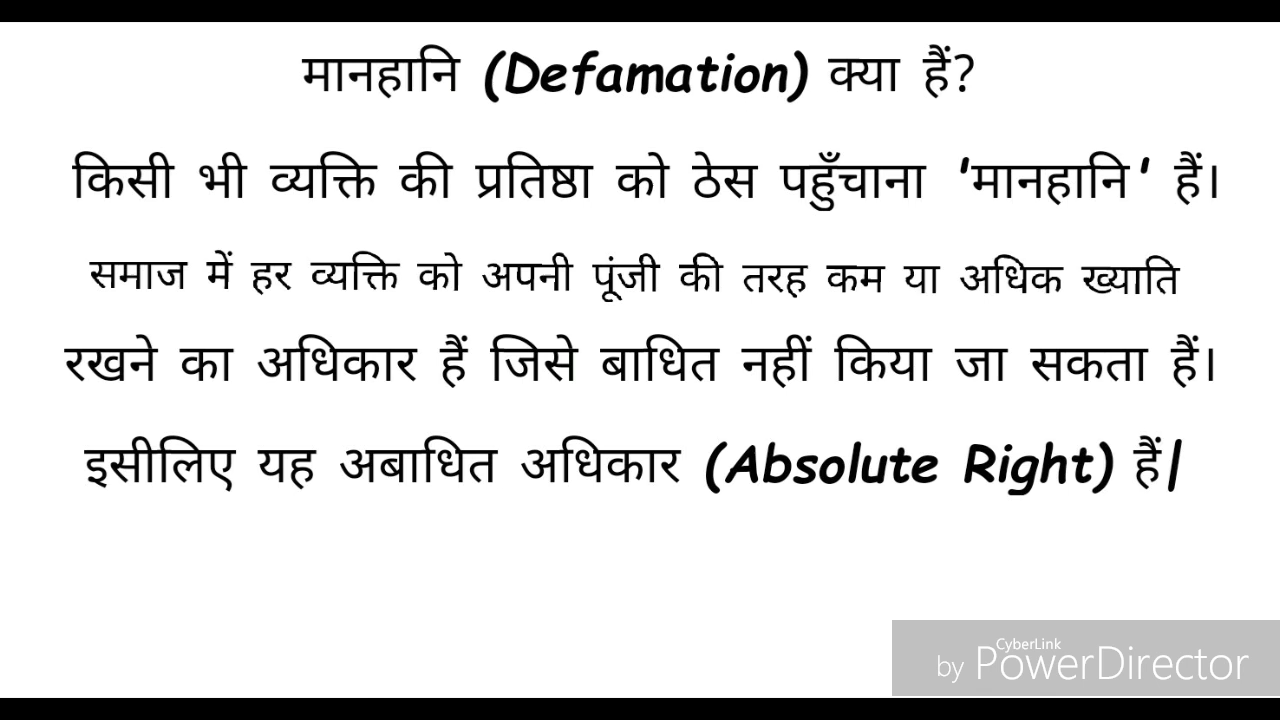 मानहानि (Defamation) क्या हैं?
किसी भी व्यक्ति की प्रतिष्ठा को ठेस पहुँचाना 'मानहानि' हैं।
समाज में हर व्यक्ति को अपनी पूंजी की तरह कम या अधिक ख्याति
रखने का अधिकार हैं जिसे बाधित नहीं किया जा सकता हैं।
इसीलिए यह अबाधित अधिकार (Absolute Right) हैं|
CyberLink
by PowerDirector